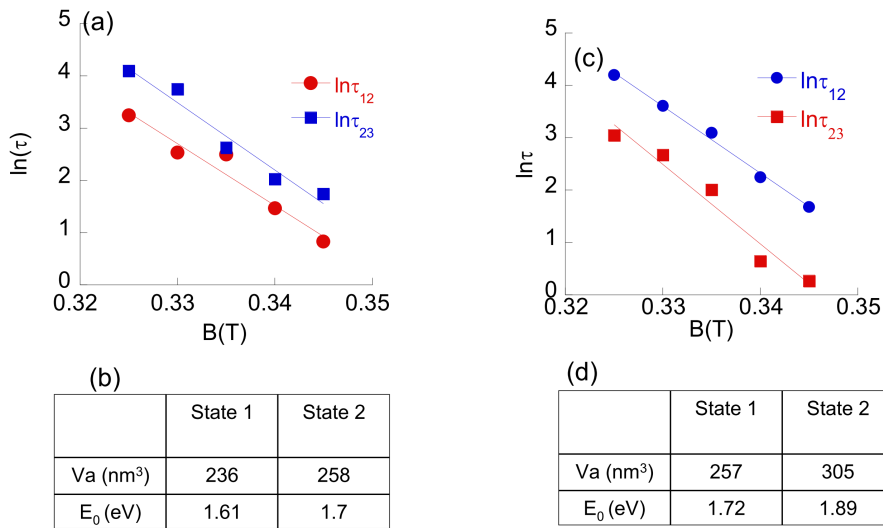 (a)
5
4
3
2
1
0
ln(τ)
lnτ12
lnτ23
0.32 0.33 0.34 0.35
B(T)
(b)
State 1 State 2
Va (nm³) 236 258
E₀ (eV) 1.61 1.7
(c)
5
4
3
2
1
0
lnτ
lnτ12
lnτ23
0.32 0.33 0.34 0.35
B(T)
(d)
State 1 State 2
Va (nm³) 257 305
E₀ (eV) 1.72 1.89